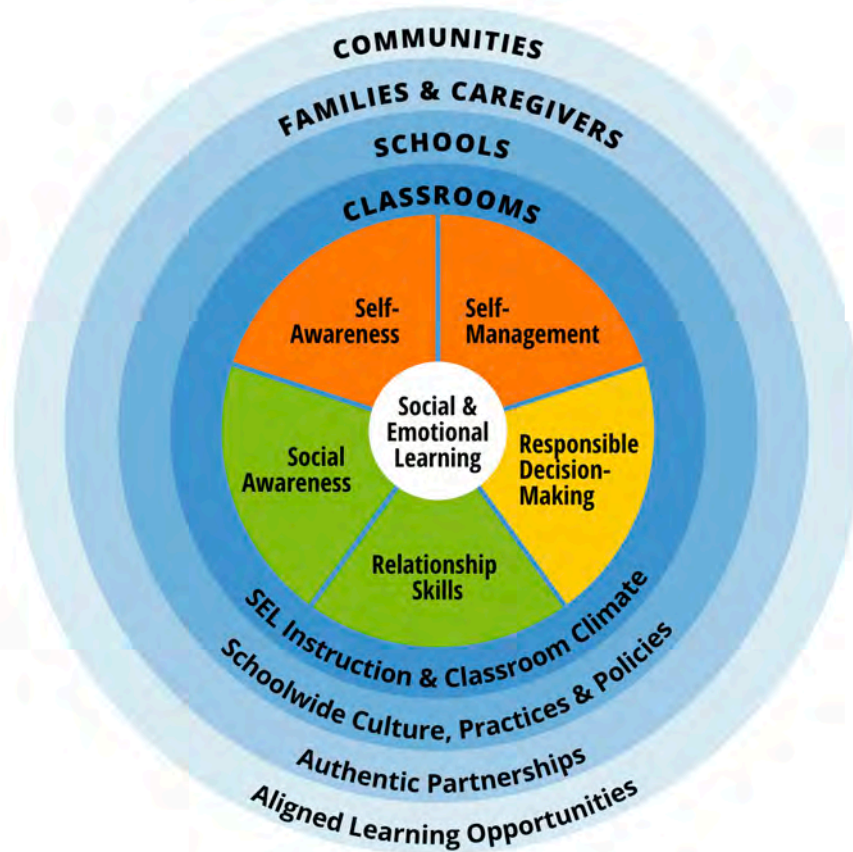 COMMUNITIES
FAMILIES & CAREGIVERS
SCHOOLS
CLASSROOMS
Self-
Awareness
Self-
Management
Social &
Emotional
Learning
Social
Awareness
Responsible
Decision-
Making
Relationship
Skills
SEL Instruction & Classroom Climate
Schoolwide Culture, Practices & Policies
Authentic Partnerships
Aligned Learning Opportunities